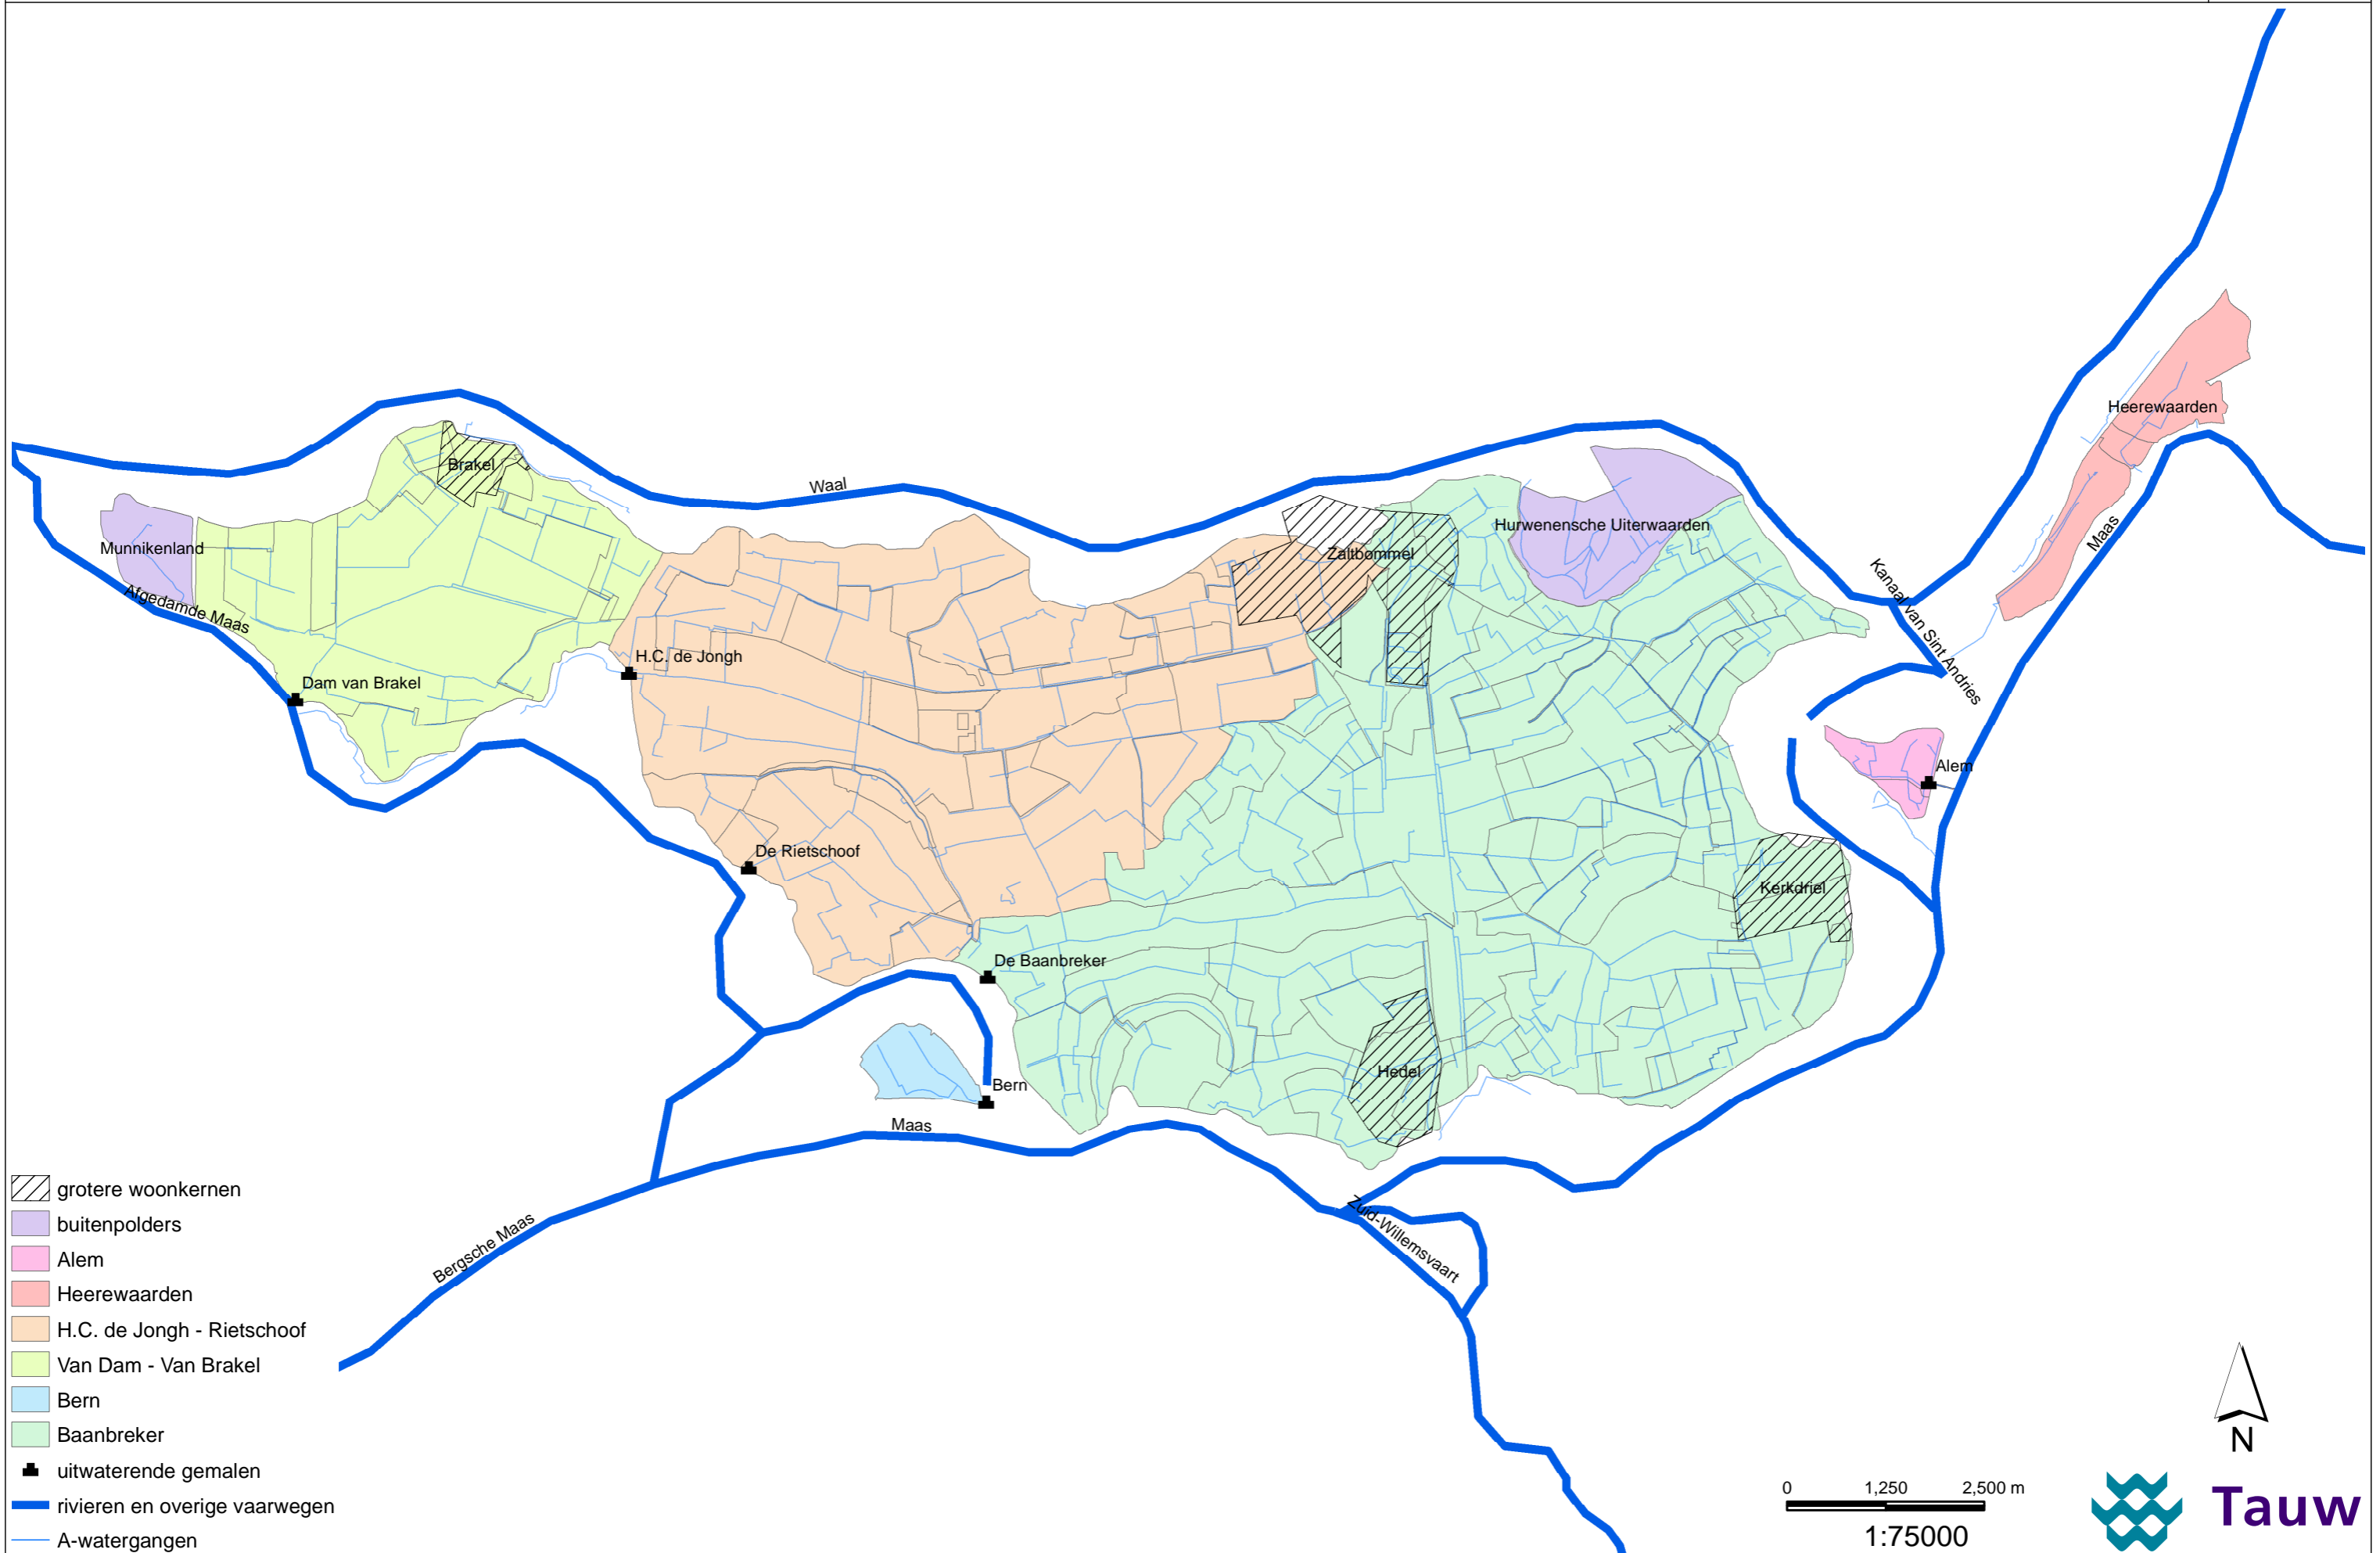 Waal
Brakel
Heerewaarden
Hurwenensche Uiterwaarden
Munnikenland
Zaltbommel
Maas
Kanaal van Sint Andries
Afgedamde Maas
H.C. de Jongh
Dam van Brakel
Alem
De Rietschoof
Kerkdriel
De Baanbreker
Hedel
Bern
Maas
Zuid-Willemsvaart
Bergsche Maas
grotere woonkernen
buitenpolders
Alem
Heerewaarden
H.C. de Jongh - Rietschoof
Van Dam - Van Brakel
Bern
Baanbreker
uitwaterende gemalen
rivieren en overige vaarwegen
A-watergangen
N
0 1,250 2,500 m
1:75000
Tauw